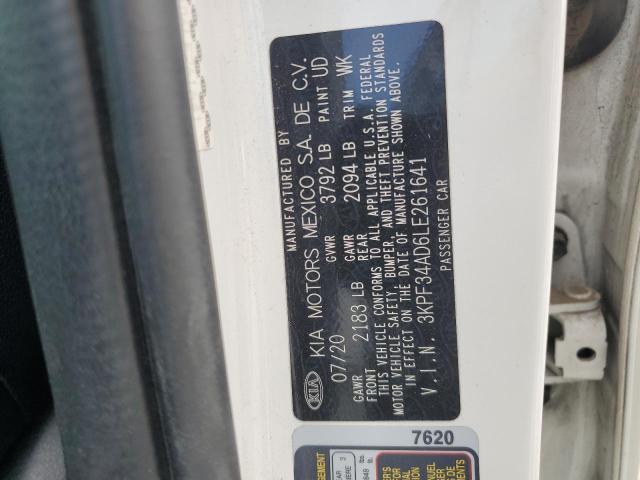 MANUFACTURED BY
KIA KIA MOTORS MEXICO S.A. DE C.V.
07/20 GVWR 3792 LB PAINT UD
GAWR FRONT 2183 LB GAWR REAR 2094 LB TRIM WK
THIS VEHICLE CONFORMS TO ALL APPLICABLE U.S.A. FEDERAL
MOTOR VEHICLE SAFETY, BUMPER, AND THEFT PREVENTION STANDARDS
IN EFFECT ON THE DATE OF MANUFACTURE SHOWN ABOVE.
V.I.N. 3KPF34AD6LE261641
PASSENGER CAR
7620